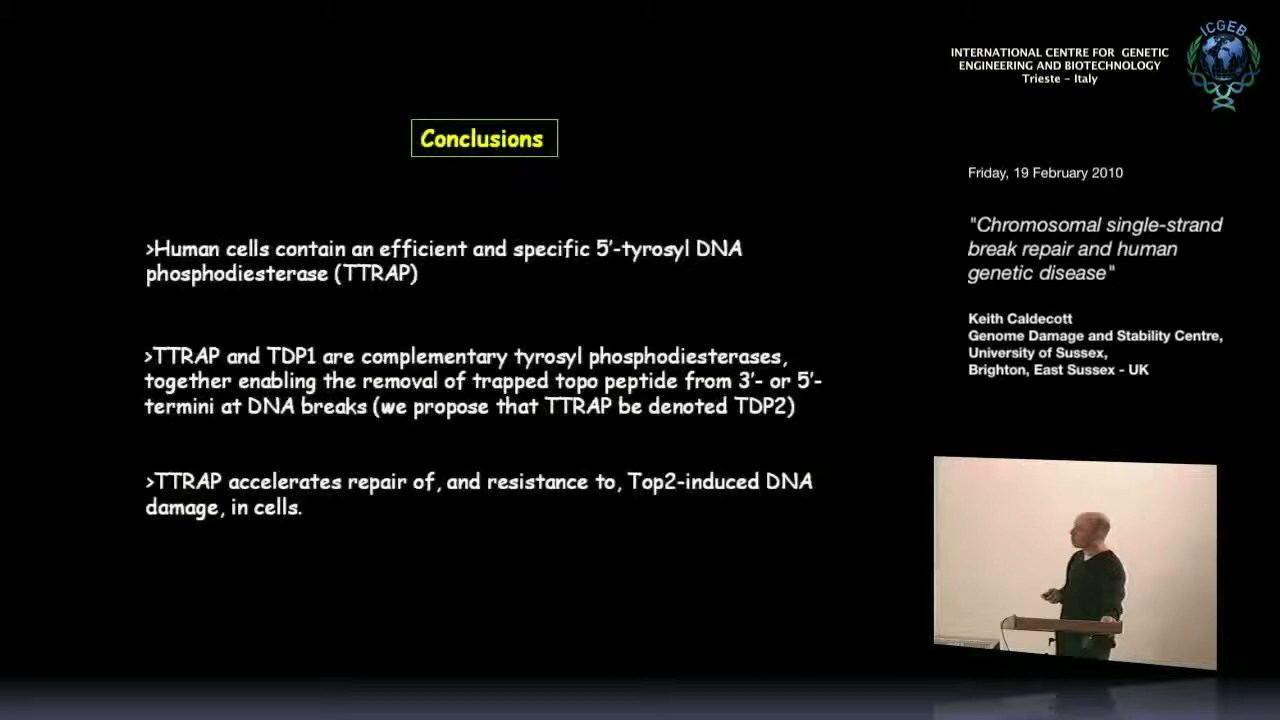 ICGEB
INTERNATIONAL CENTRE FOR GENETIC
ENGINEERING AND BIOTECHNOLOGY
Trieste - Italy
Conclusions
>Human cells contain an efficient and specific 5'-tyrosyl DNA
phosphodiesterase (TTRAP)
>TTRAP and TDP1 are complementary tyrosyl phosphodiesterases,
together enabling the removal of trapped topo peptide from 3'- or 5'-
termini at DNA breaks (we propose that TTRAP be denoted TDP2)
>TTRAP accelerates repair of, and resistance to, Top2-induced DNA
damage, in cells.
Friday, 19 February 2010
"Chromosomal single-strand
break repair and human
genetic disease"
Keith Caldecott
Genome Damage and Stability Centre,
University of Sussex,
Brighton, East Sussex - UK